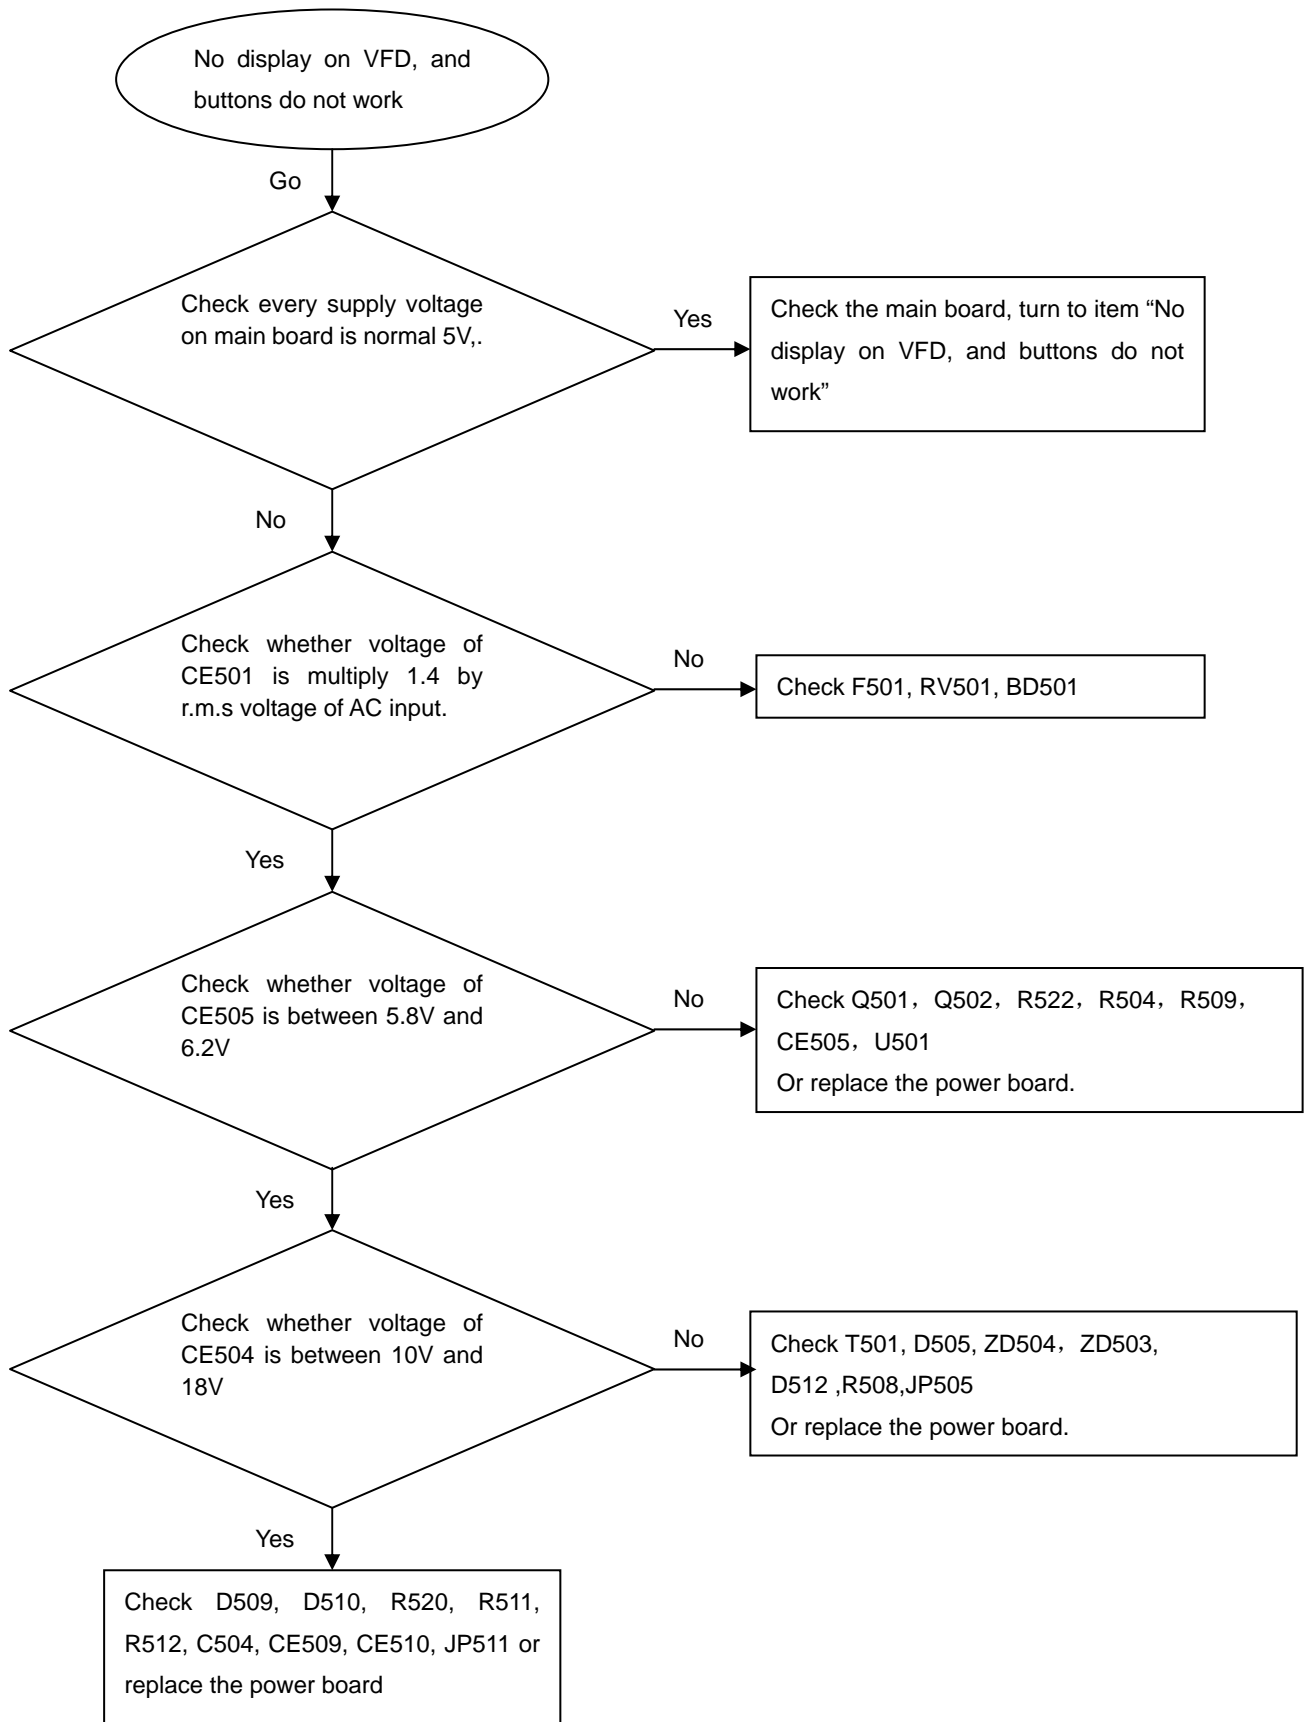 No display on VFD, and
buttons do not work
Go
Check every supply voltage
on main board is normal 5V,.
Yes
Check the main board, turn to item “No
display on VFD, and buttons do not
work”
No
Check whether voltage of
CE501 is multiply 1.4 by
r.m.s voltage of AC input.
No
Check F501, RV501, BD501
Yes
Check whether voltage of
CE505 is between 5.8V and
6.2V
No
Check Q501，Q502，R522，R504，R509，
CE505，U501
Or replace the power board.
Yes
Check whether voltage of
CE504 is between 10V and
18V
No
Check T501, D505, ZD504，ZD503,
D512 ,R508,JP505
Or replace the power board.
Yes
Check D509, D510, R520, R511,
R512, C504, CE509, CE510, JP511 or
replace the power board